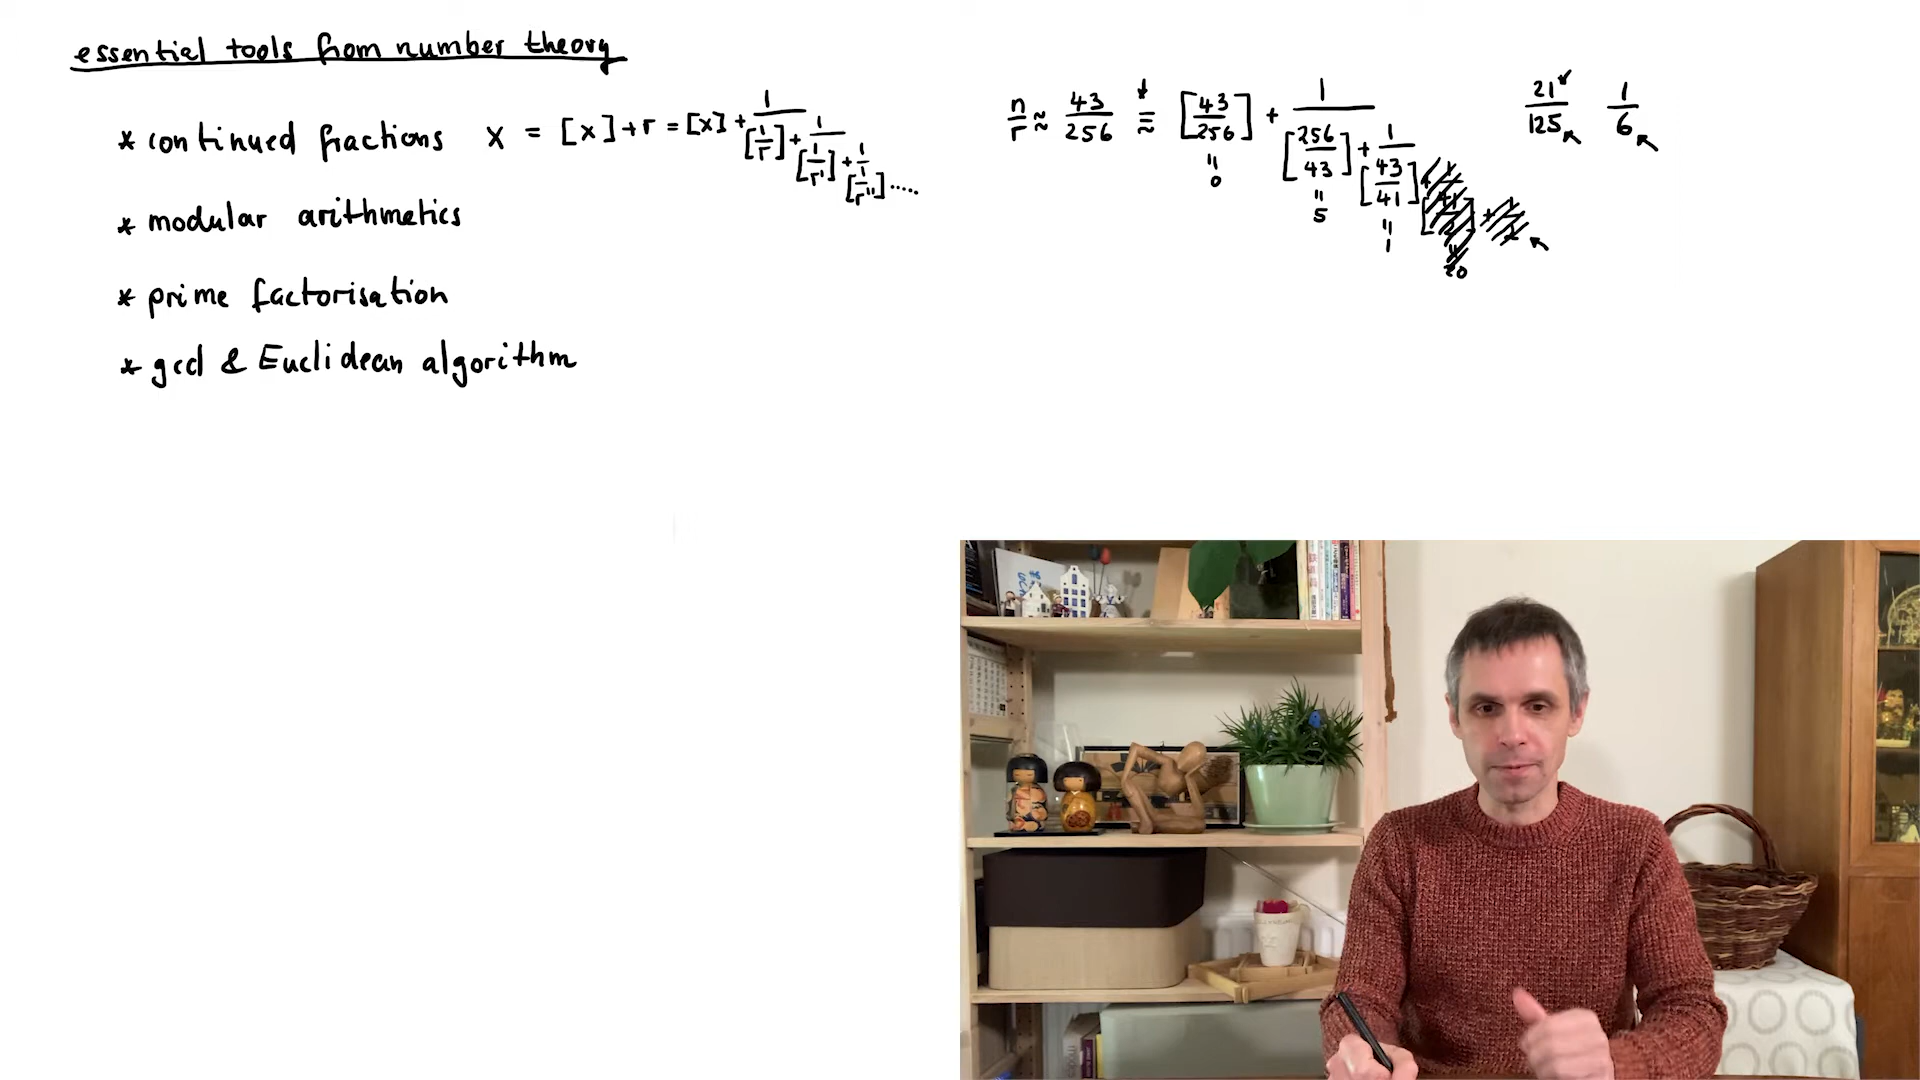 essential tools from number theory
* continued fractions x = [x] + r = [x] + 1/([1/r] + 1/([1/r'] + 1/([1/r''] .....
* modular arithmetics
* prime factorisation
* gcd & Euclidean algorithm
n/r ≈ 43/256 ≈ [43/256] + 1/([256/43] + 1/[43/41]
0
5
1
20
21/125 1/6